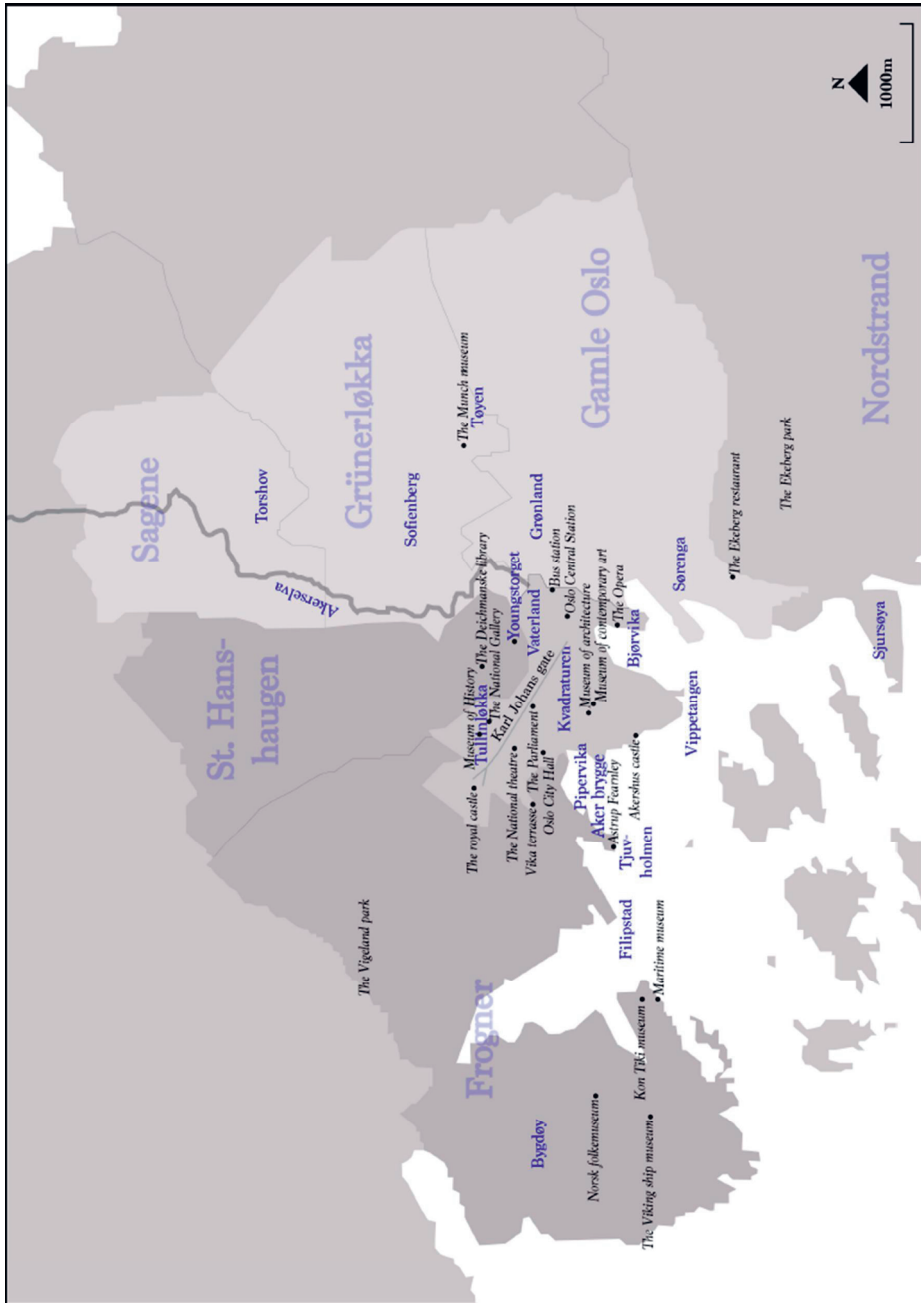 Sagene
Torshov
Akerselva
St. Hans-
haugen
Grünerløkka
Sofienberg
The Vigeland park
The Munch museum
Tøyen
The Deichmanske library
The National Gallery
Museum of History
Tullinløkka
The royal castle
Karl Johans gate
Youngstorget
Vaterland
Grønland
Gamle Oslo
Frogner
The National theatre
The Parliament
Vika terrasse
Oslo City Hall
Bus station
Oslo Central Station
Kvadraturen
Museum of architecture
Museum of contemporary art
The Opera
Bjørvika
Sørenga
Pipervika
Aker brygge
Astrup Fearnley
Akershus castle
Tjuv-
holmen
Filipstad
Vippetangen
Bygdøy
Norsk folkemuseum
Kon Tiki museum
Maritime museum
The Viking ship museum
The Ekeberg restaurant
The Ekeberg park
Nordstrand
Sjursøya
N
1000m